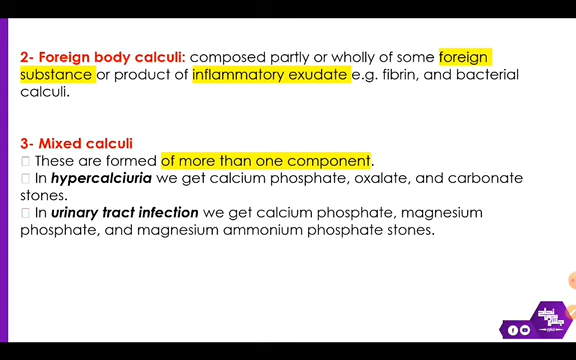 2- Foreign body calculi: composed partly or wholly of some foreign
substance or product of inflammatory exudate e.g. fibrin, and bacterial
calculi.
3- Mixed calculi
These are formed of more than one component.
In hypercalciuria we get calcium phosphate, oxalate, and carbonate
stones.
In urinary tract infection we get calcium phosphate, magnesium
phosphate, and magnesium ammonium phosphate stones.